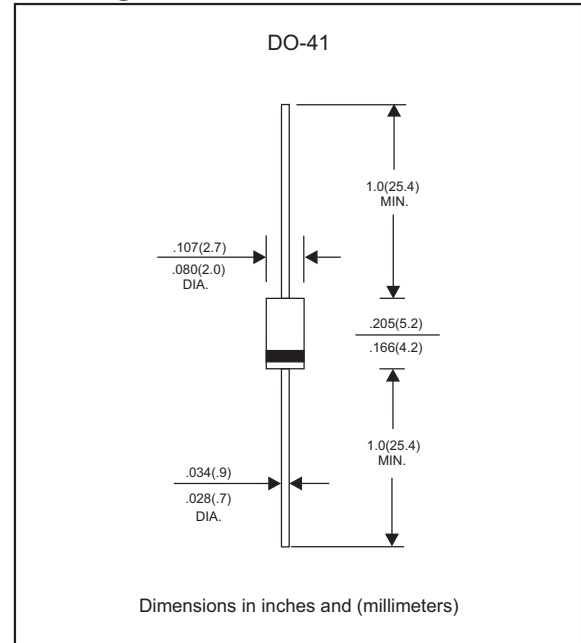 DO-41
1.0(25.4)
MIN.
.107(2.7)
.080(2.0)
DIA.
.205(5.2)
.166(4.2)
1.0(25.4)
MIN.
.034(.9)
.028(.7)
DIA.
Dimensions in inches and (millimeters)